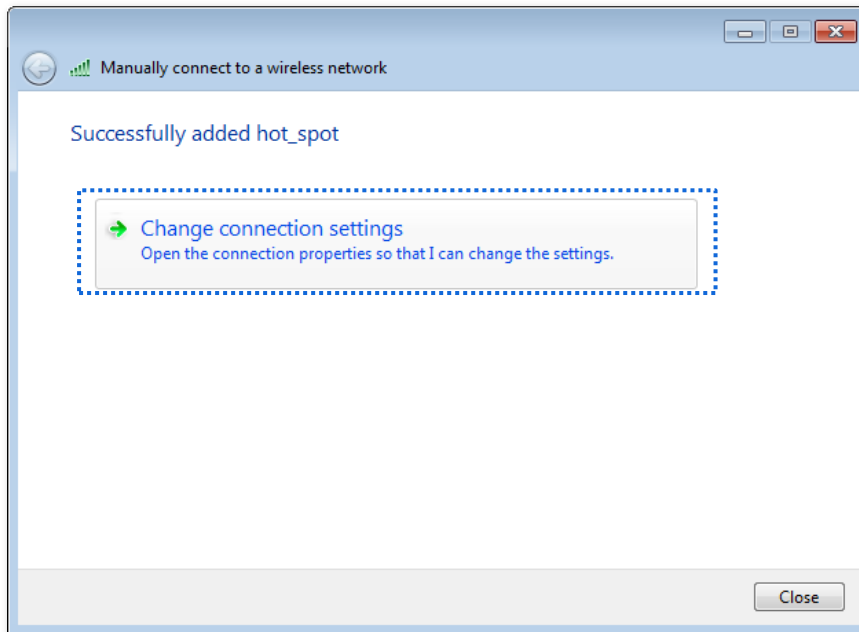 Manually connect to a wireless network
Successfully added hot_spot
Change connection settings
Open the connection properties so that I can change the settings.
Close